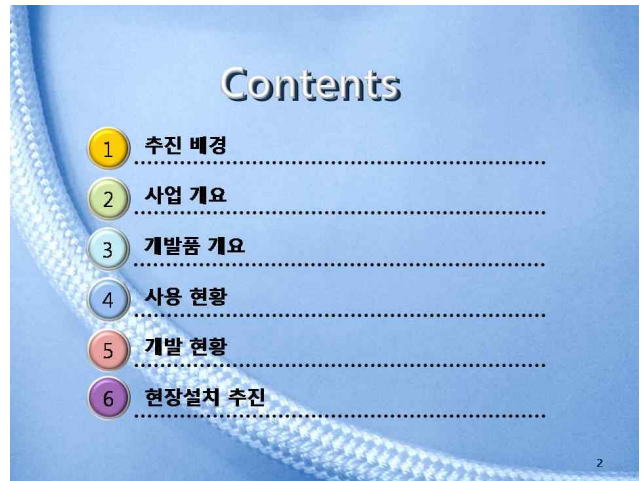 Contents
1 추진 배경
2 사업 개요
3 개발품 개요
4 사용 현황
5 개발 현황
6 현장설치 추진
2